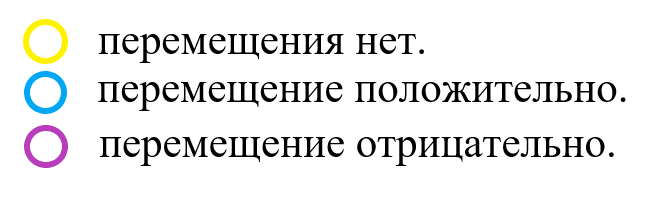 перемещения нет.
перемещение положительно.
перемещение отрицательно.